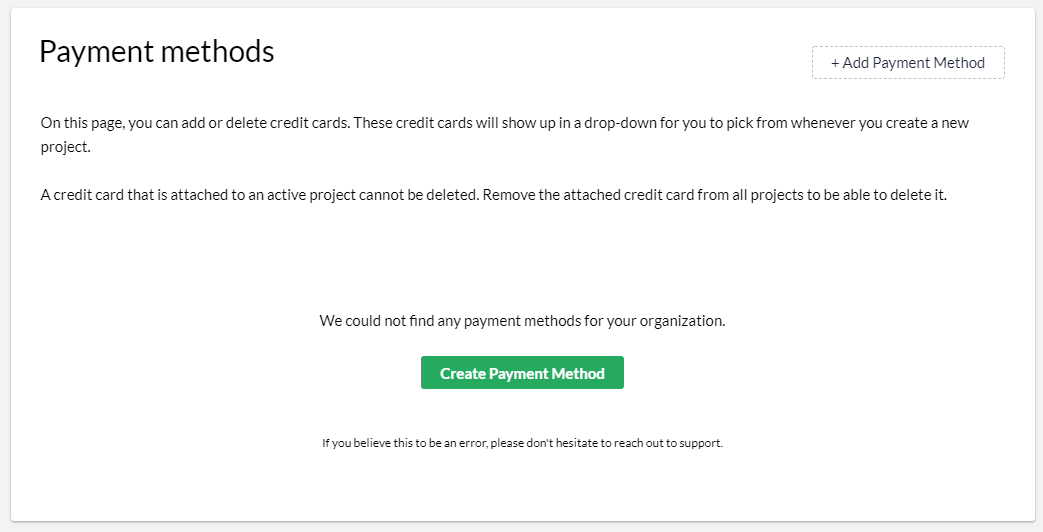 Payment methods
+ Add Payment Method
On this page, you can add or delete credit cards. These credit cards will show up in a drop-down for you to pick from whenever you create a new
project.
A credit card that is attached to an active project cannot be deleted. Remove the attached credit card from all projects to be able to delete it.
We could not find any payment methods for your organization.
Create Payment Method
If you believe this to be an error, please don't hesitate to reach out to support.